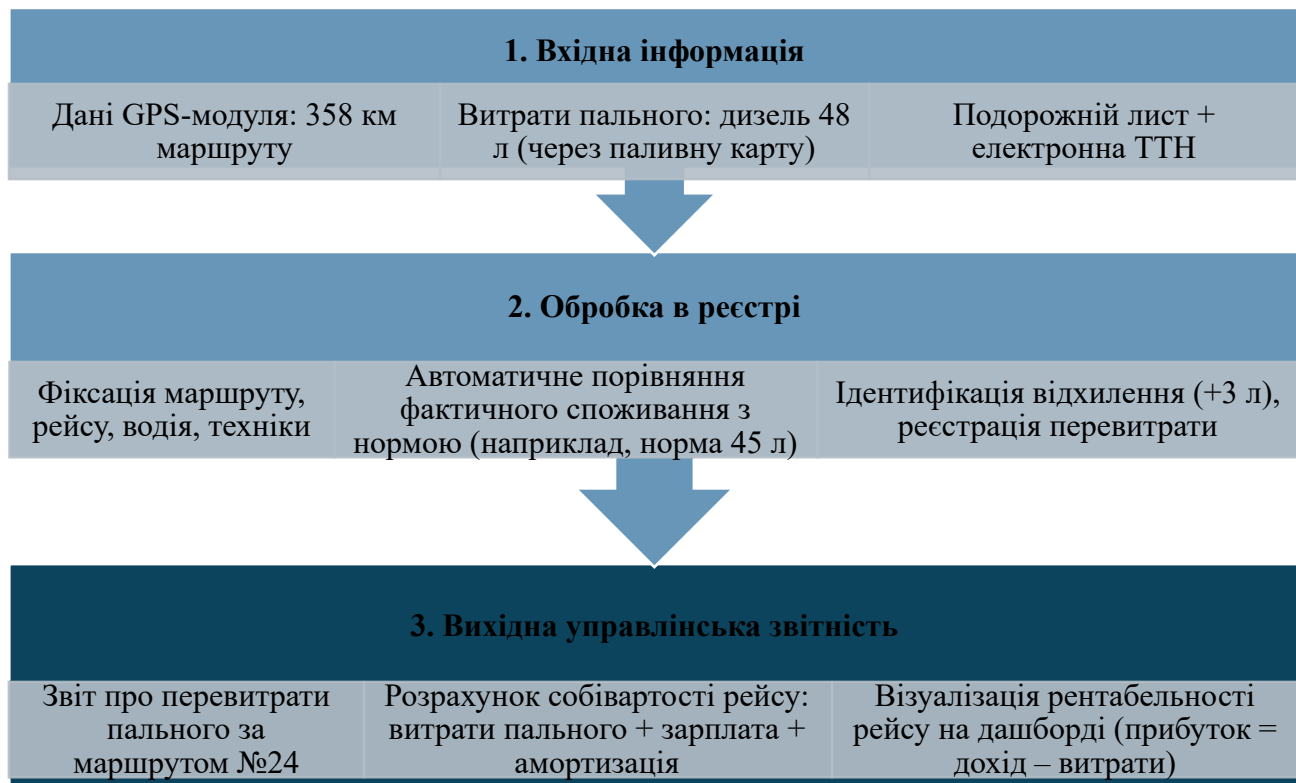 1. Вхідна інформація
Дані GPS-модуля: 358 км
маршруту
Витрати пального: дизель 48
л (через паливну карту)
Подорожній лист +
електронна ТТН
2. Обробка в реєстрі
Фіксація маршруту,
рейсу, водія, техніки
Автоматичне порівняння
фактичного споживання з
нормою (наприклад, норма 45 л)
Ідентифікація відхилення (+3 л),
реєстрація перевитрати
3. Вихідна управлінська звітність
Звіт про перевитрати
пального за
маршрутом №24
Розрахунок собівартості рейсу:
витрати пального + зарплата +
амортизація
Візуалізація рентабельності
рейсу на дашборді (прибуток =
дохід – витрати)